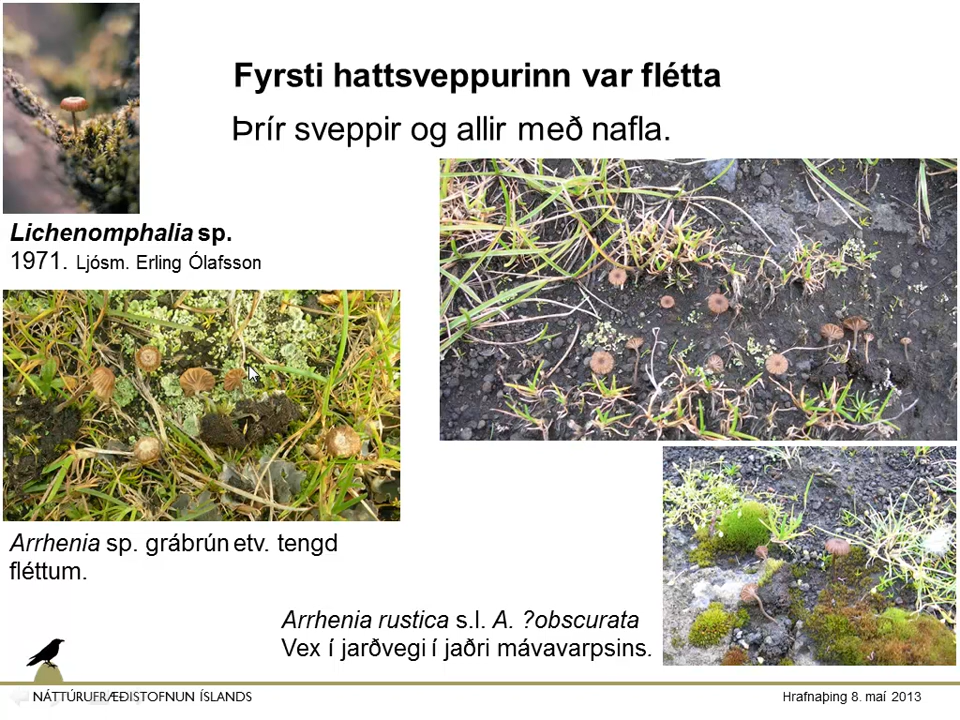 Fyrsti hattsveppurinn var flétta
Þrír sveppir og allir með nafla.
Lichenomphalia sp.
1971. Ljósm. Erling Ólafsson
Arrhenia sp. grábrún etv. tengd
fléttum.
Arrhenia rustica s.l. A. ?obscurata
Vex í jarðvegi í jaðri mávavarpsins.
NÁTTÚRUFRÆÐISTOFNUN ÍSLANDS
Hrafnaþing 8. maí 2013